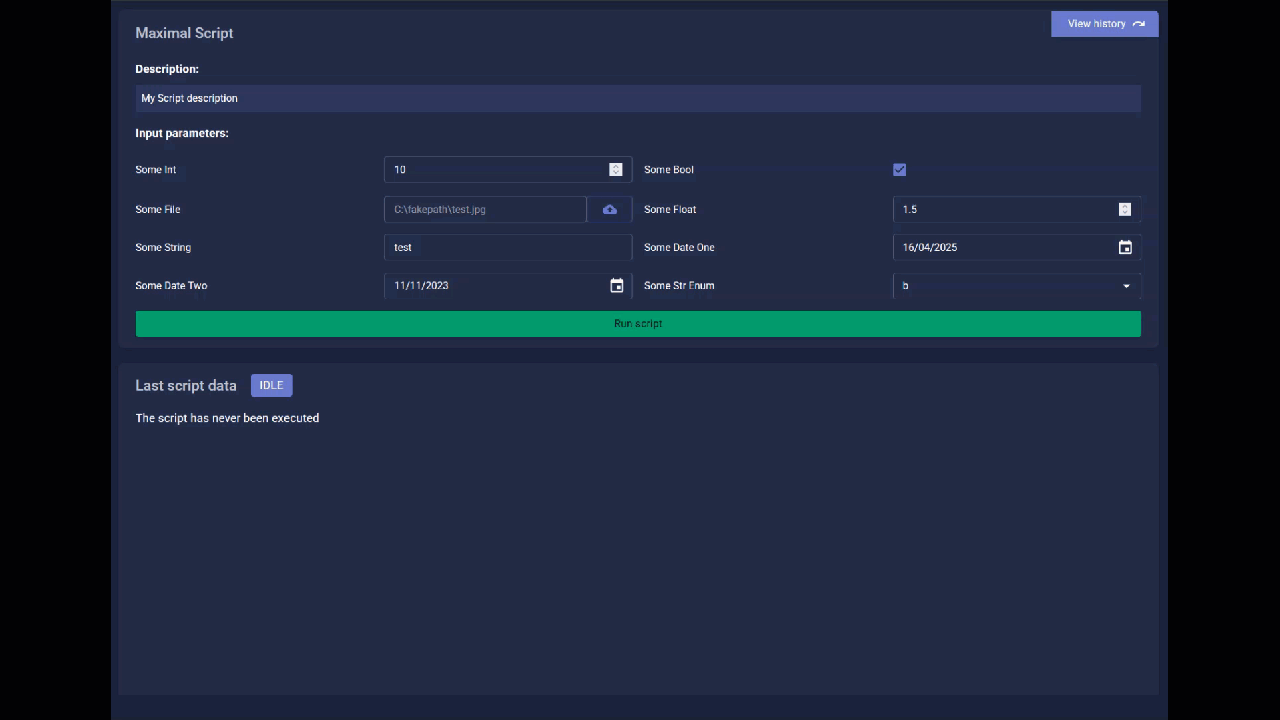 Maximal Script
View history
Description:
My Script description
Input parameters:
Some Int 10 Some Bool
Some File C:\fakepath\test.jpg Some Float 1.5
Some String test Some Date One 16/04/2025
Some Date Two 11/11/2023 Some Str Enum b
Run script
Last script data IDLE
The script has never been executed